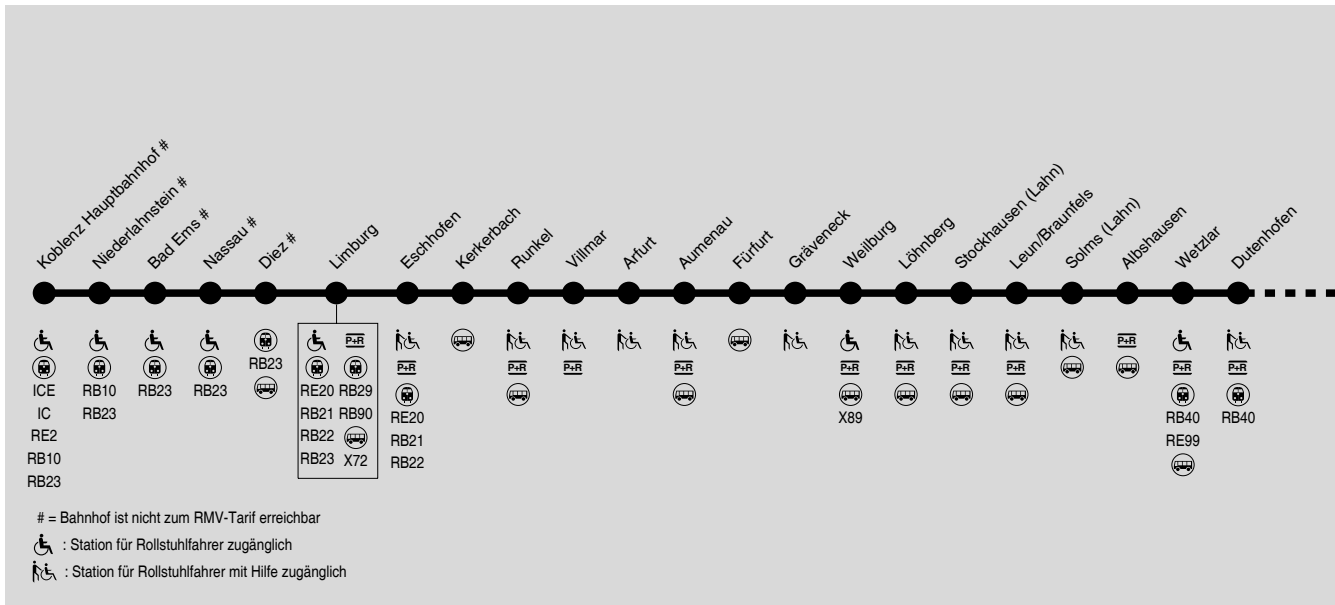 Koblenz Hauptbahnhof #
Niederlahnstein #
Bad Ems #
Nassau #
Diez #
Limburg
Eschhofen
Kerkerbach
Runkel
Villmar
Arfurt
Aumenau
Fürfurt
Gräveneck
Weilburg
Löhnberg
Stockhausen (Lahn)
Leun/Braunfels
Solms (Lahn)
Albshausen
Wetzlar
Dutenhofen
ICE
IC
RE2
RB10
RB23
RB10
RB23
RB23
RB23
RB23
RE20
RB21
RB22
RB23
P+R
RB29
RB90
X72
P+R
RE20
RB21
RB22
P+R
P+R
P+R
P+R
X89
P+R
P+R
P+R
P+R
P+R
RB40
RE99
P+R
RB40
# = Bahnhof ist nicht zum RMV-Tarif erreichbar
: Station für Rollstuhlfahrer zugänglich
: Station für Rollstuhlfahrer mit Hilfe zugänglich